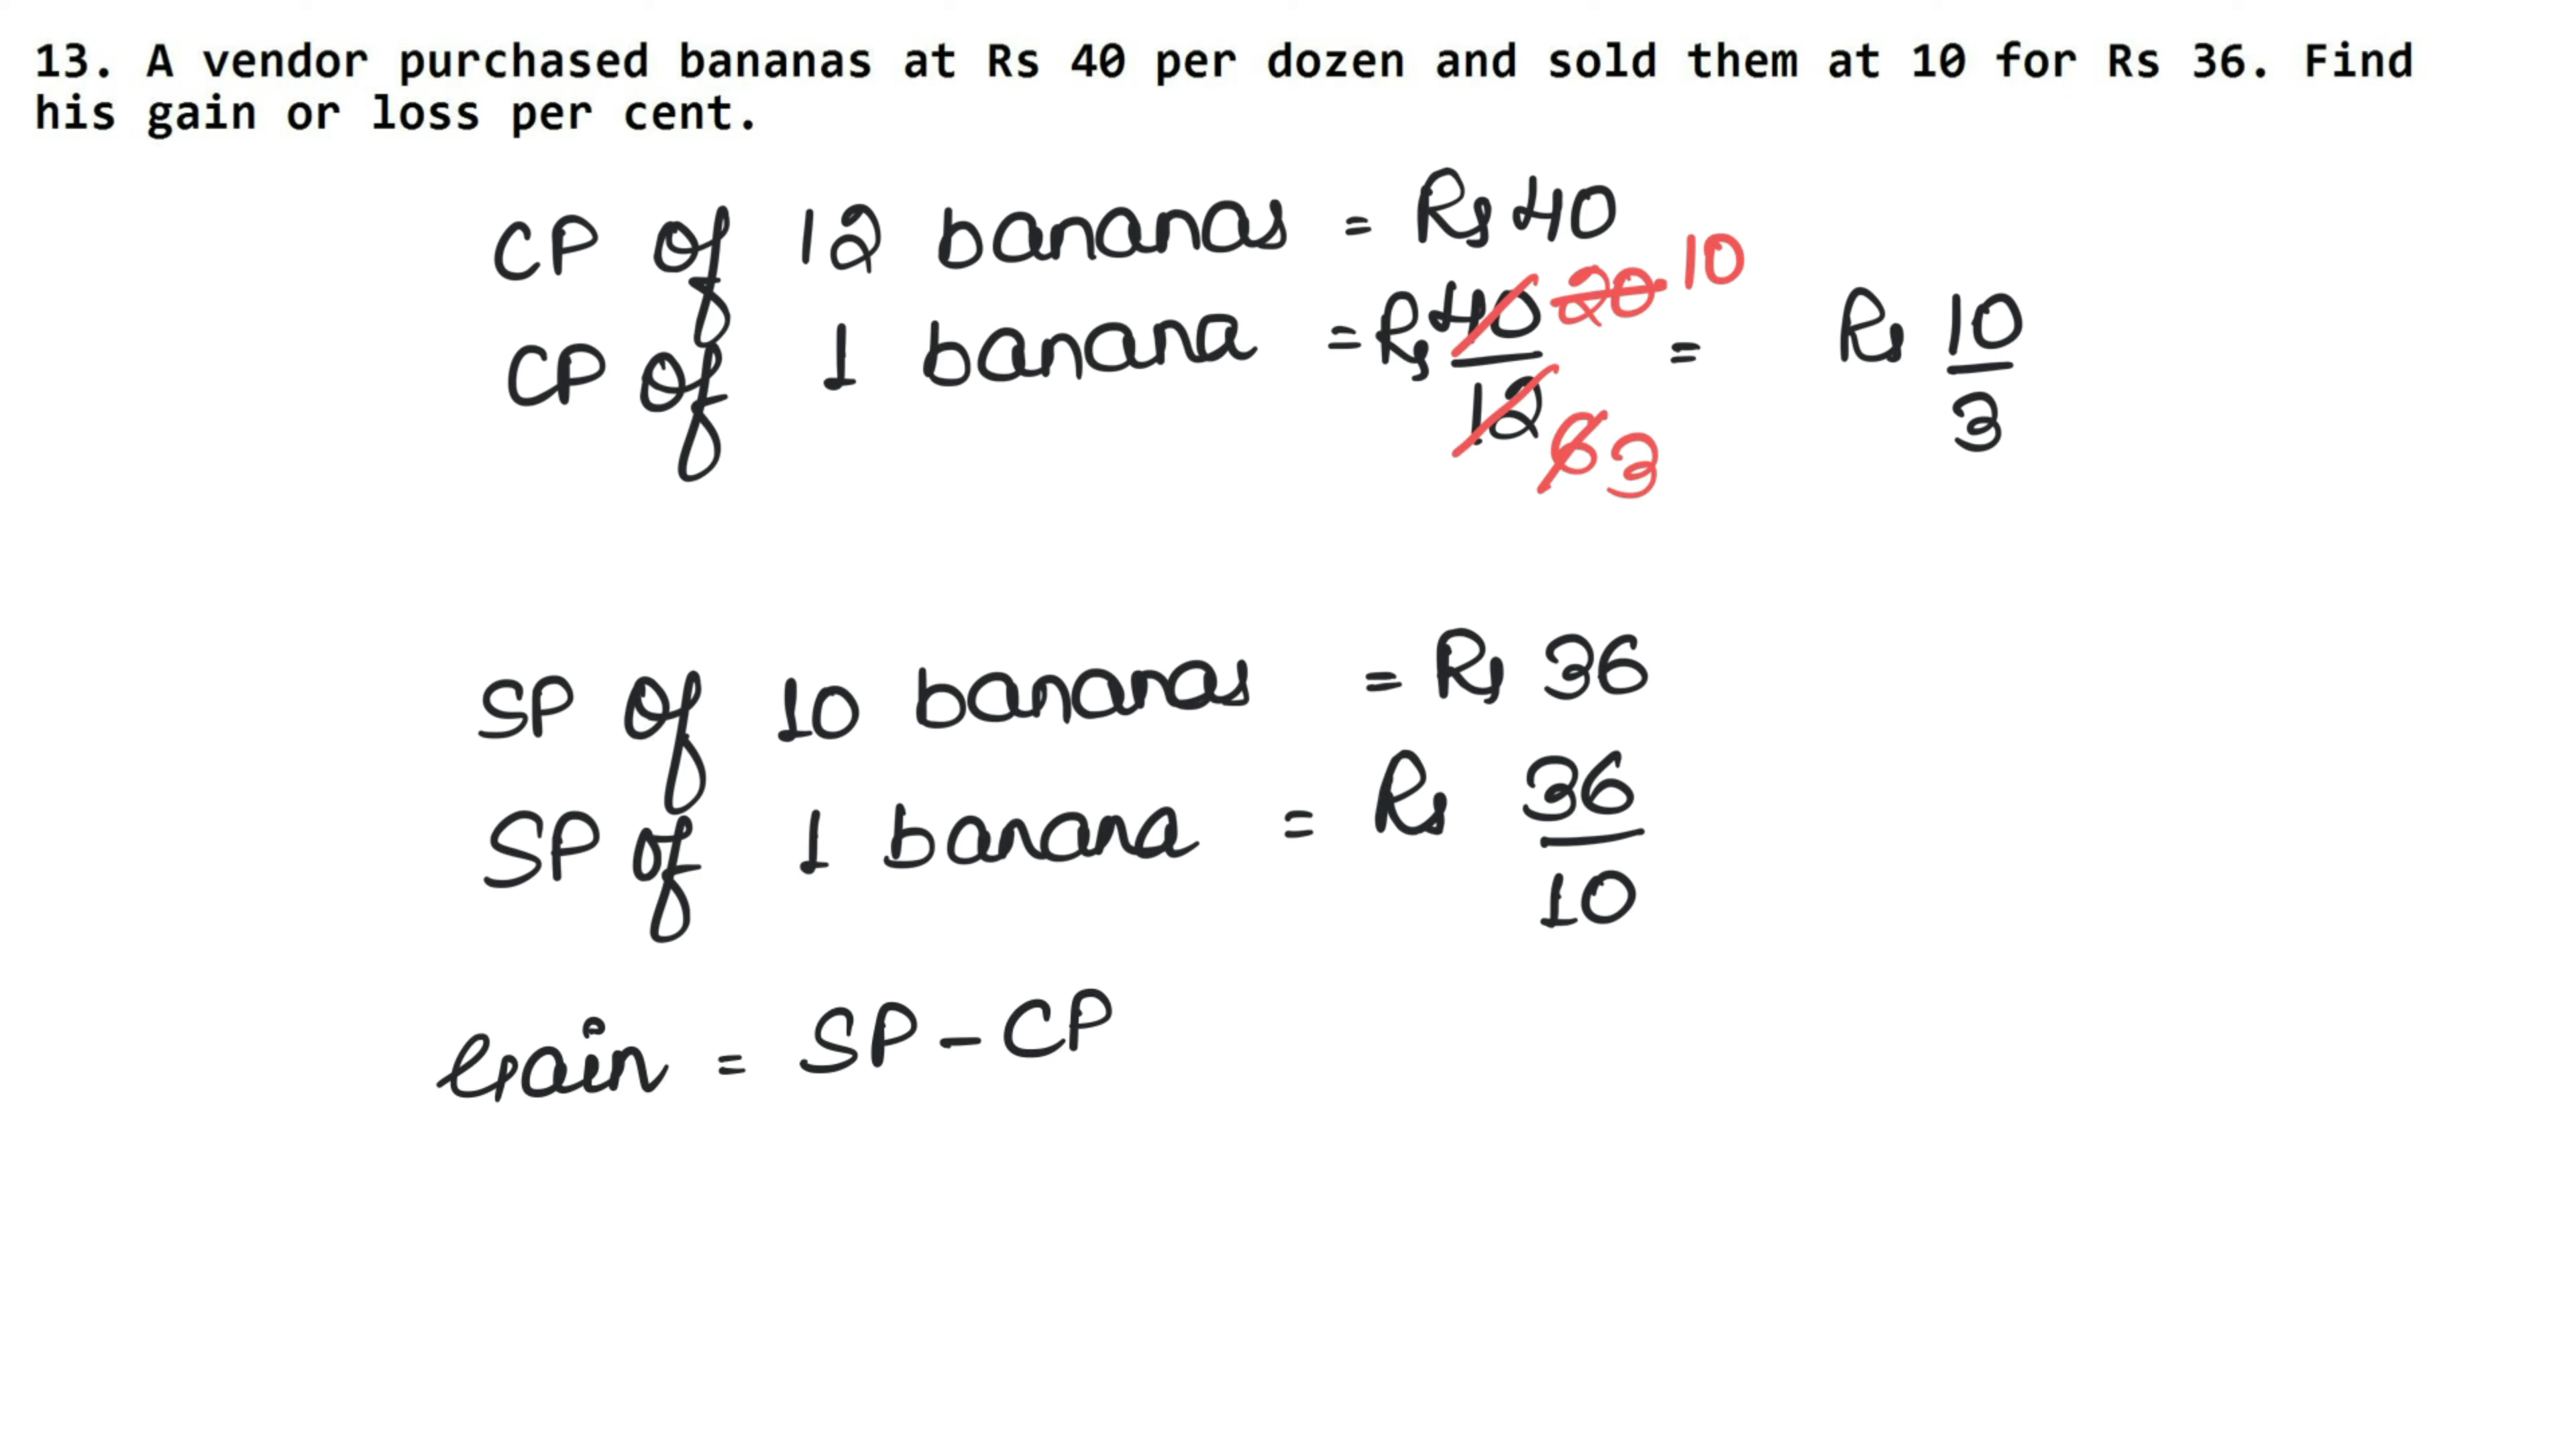 13. A vendor purchased bananas at Rs 40 per dozen and sold them at 10 for Rs 36. Find
his gain or loss per cent.
CP of 12 bananas = Rs 40
CP of 1 banana = Rs 40/12 20 10 6 3 = Rs 10/3
SP of 10 bananas = Rs 36
SP of 1 banana = Rs 36/10
Gain = SP - CP